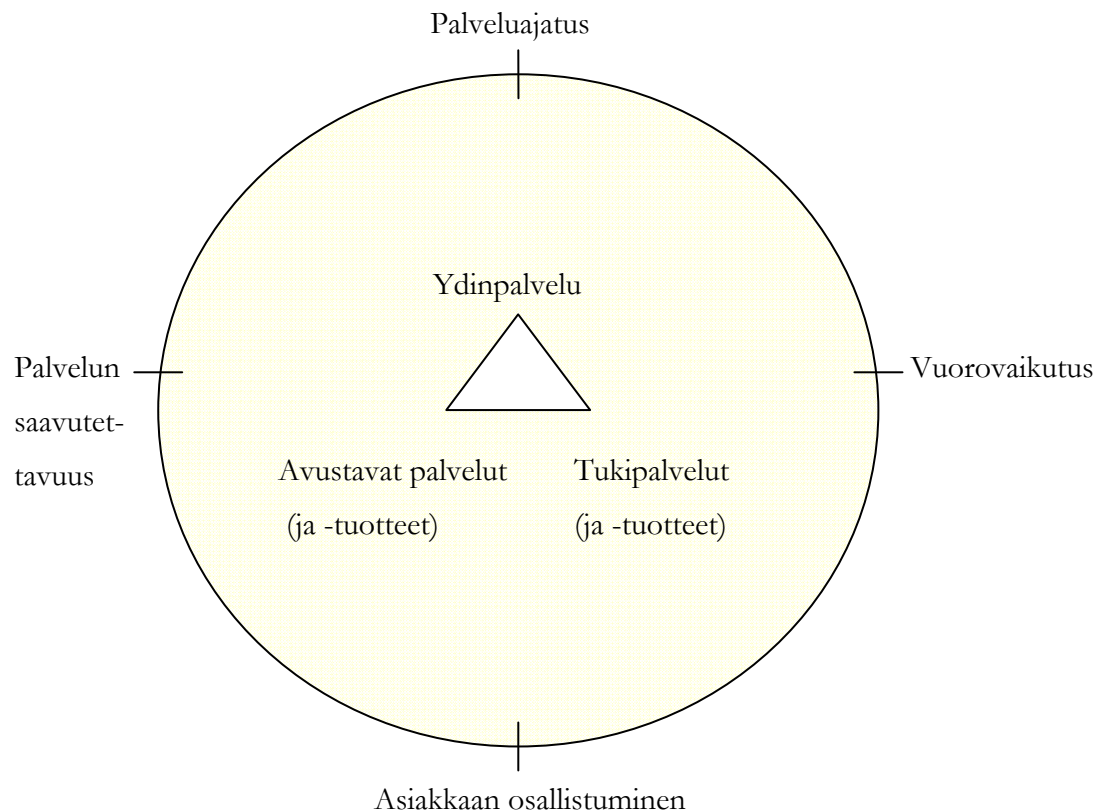 Palveluajatus
Ydinpalvelu
Palvelun
saavutet-
tavuus
Vuorovaikutus
Avustavat palvelut
(ja -tuotteet)
Tukipalvelut
(ja -tuotteet)
Asiakkaan osallistuminen